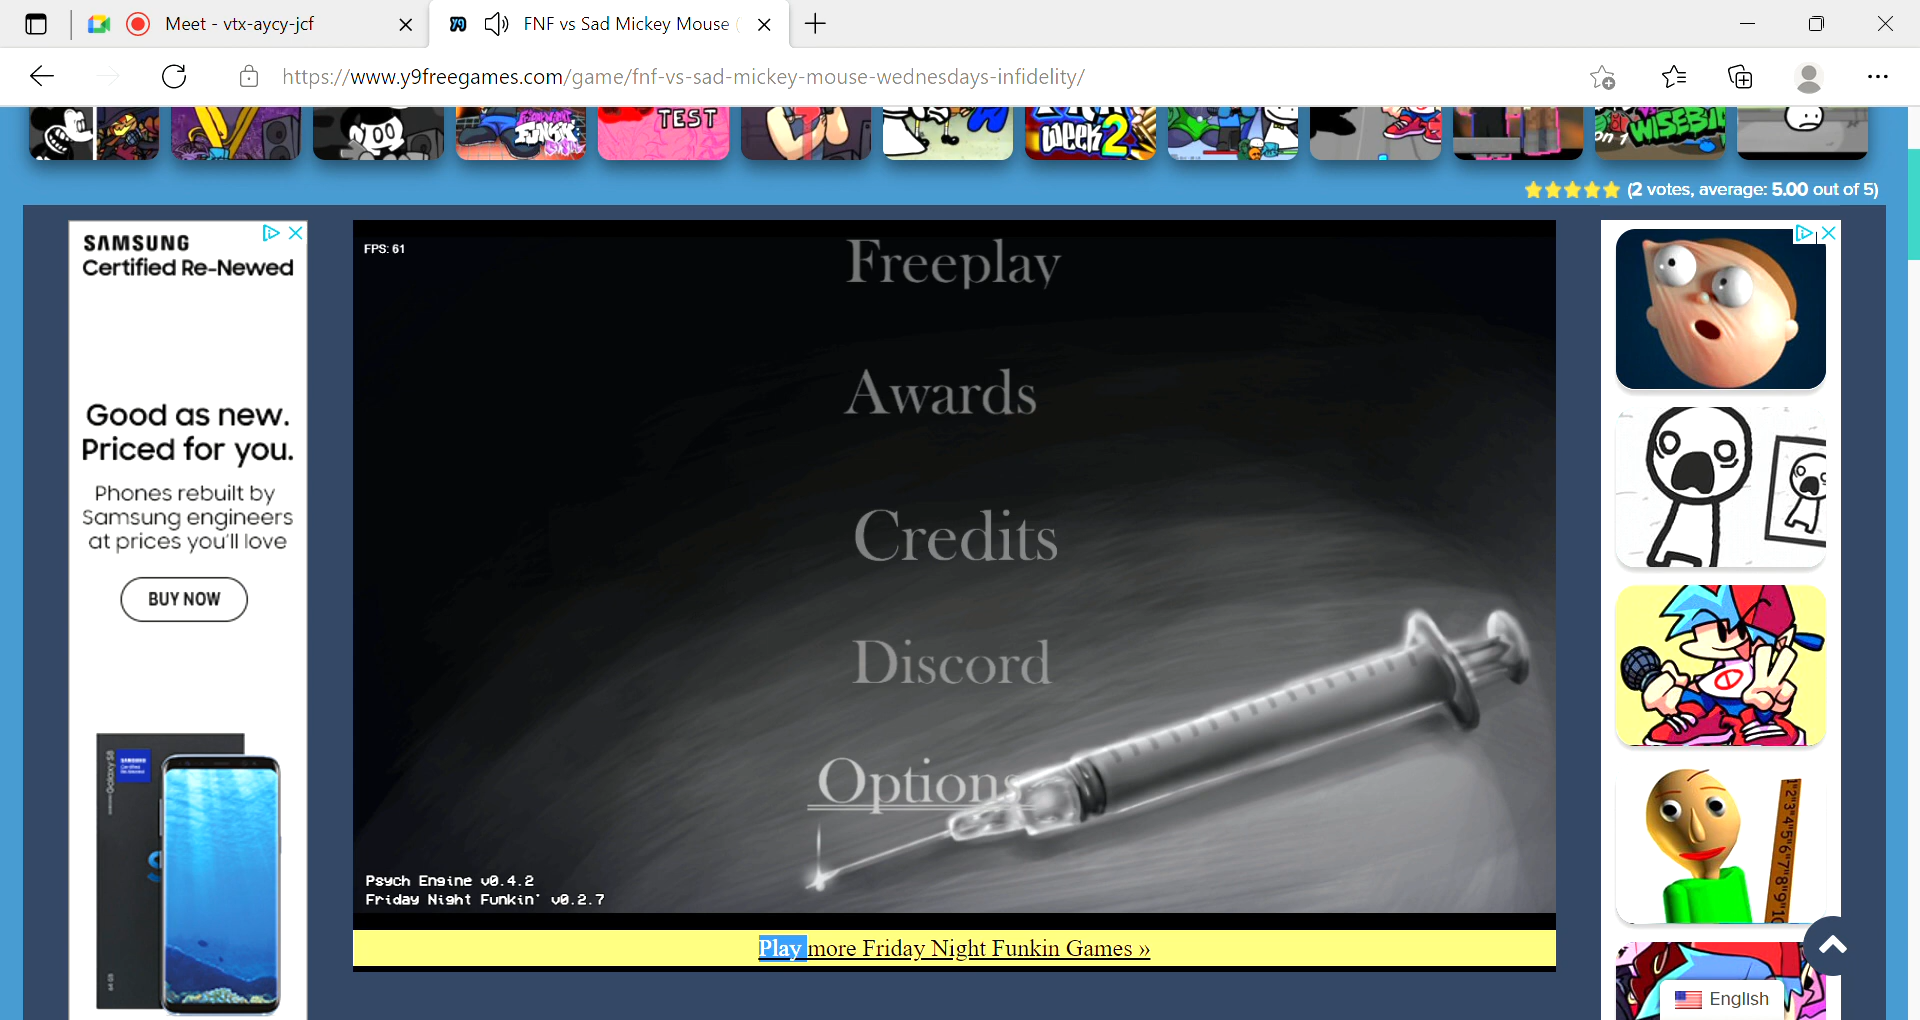 Meet - vtx-aycy-jcf
FNF vs Sad Mickey Mouse
https://www.y9freegames.com/game/fnf-vs-sad-mickey-mouse-wednesdays-infidelity/
TEST
Week 2
(2 votes, average: 5.00 out of 5)
SAMSUNG
Certified Re-Newed
Good as new.
Priced for you.
Phones rebuilt by
Samsung engineers
at prices you'll love
BUY NOW
FPS: 61
Freeplay
Awards
Credits
Discord
Options
Psych Engine v0.4.2
Friday Night Funkin' v0.2.7
Play more Friday Night Funkin Games »
English